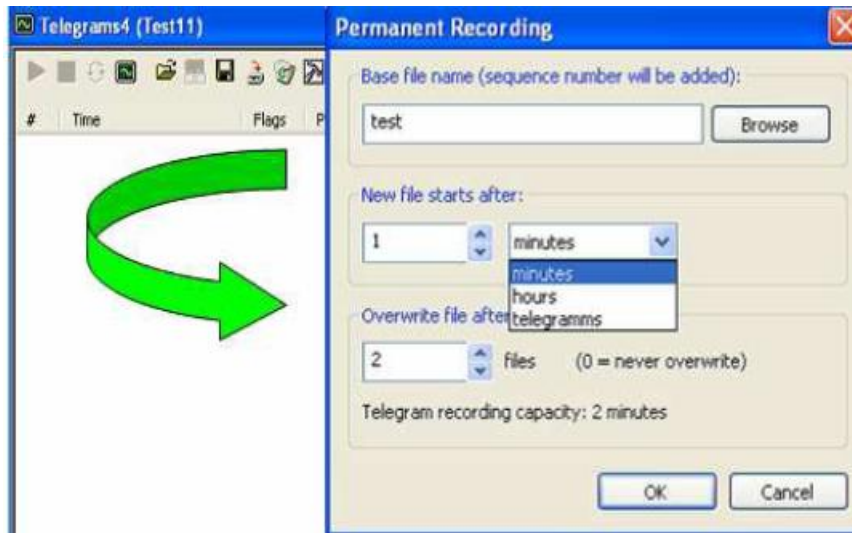 Telegrams4 (Test11)
# Time Flags P
Permanent Recording
Base file name (sequence number will be added):
test
Browse
New file starts after:
1
minutes
minutes
hours
telegramms
Overwrite file after
2
files (0 = never overwrite)
Telegram recording capacity: 2 minutes
OK
Cancel